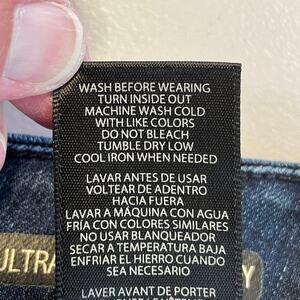 WASH BEFORE WEARING
TURN INSIDE OUT
MACHINE WASH COLD
WITH LIKE COLORS
DO NOT BLEACH
TUMBLE DRY LOW
COOL IRON WHEN NEEDED
LAVAR ANTES DE USAR
VOLTEAR DE ADENTRO
HACIA FUERA
LAVAR A MÁQUINA CON AGUA
FRÍA CON COLORES SIMILARES
NO USAR BLANQUEADOR
SECAR A TEMPERATURA BAJA
ENFRIAR EL HIERRO CUANDO
SEA NECESARIO
ULTRA
LAVER AVANT DE PORTER